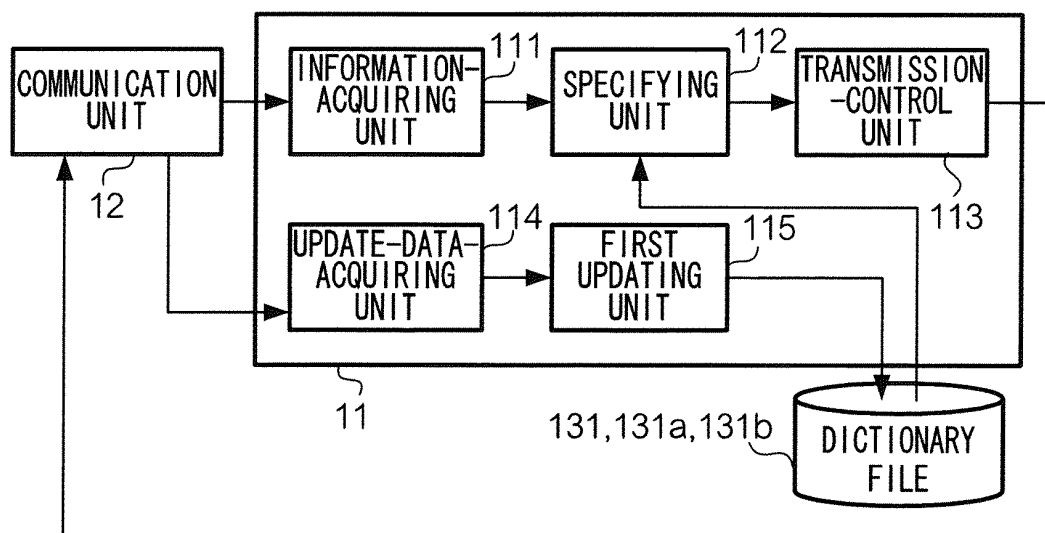 COMMUNICATION
UNIT
12
INFORMATION-
ACQUIRING
UNIT
111
SPECIFYING
UNIT
112
TRANSMISSION
-CONTROL
UNIT
113
UPDATE-DATA-
ACQUIRING
UNIT
114
FIRST
UPDATING
UNIT
115
11
131,131a,131b
DICTIONARY
FILE